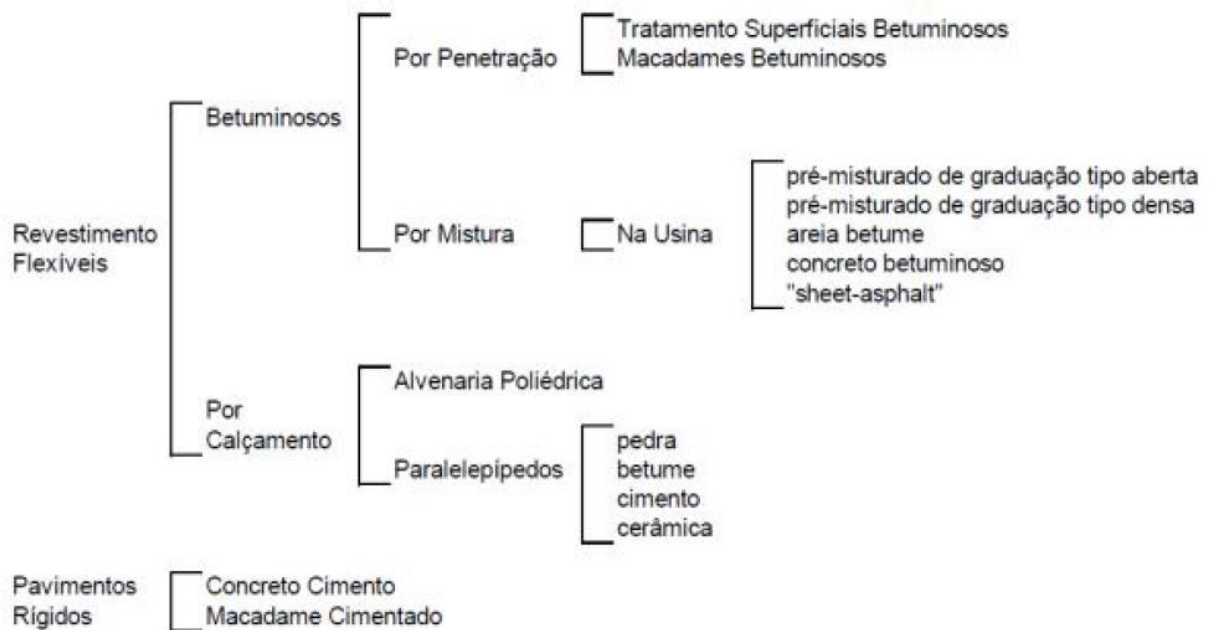 Revestimento
Flexíveis
Betuminosos
Por Penetração
Tratamento Superficiais Betuminosos
Macadames Betuminosos
Por Mistura
Na Usina
pré-misturado de graduação tipo aberta
pré-misturado de graduação tipo densa
areia betume
concreto betuminoso
"sheet-asphalt"
Por
Calçamento
Alvenaria Poliédrica
Paralelepípedos
pedra
betume
cimento
cerâmica
Pavimentos
Rígidos
Concreto Cimento
Macadame Cimentado